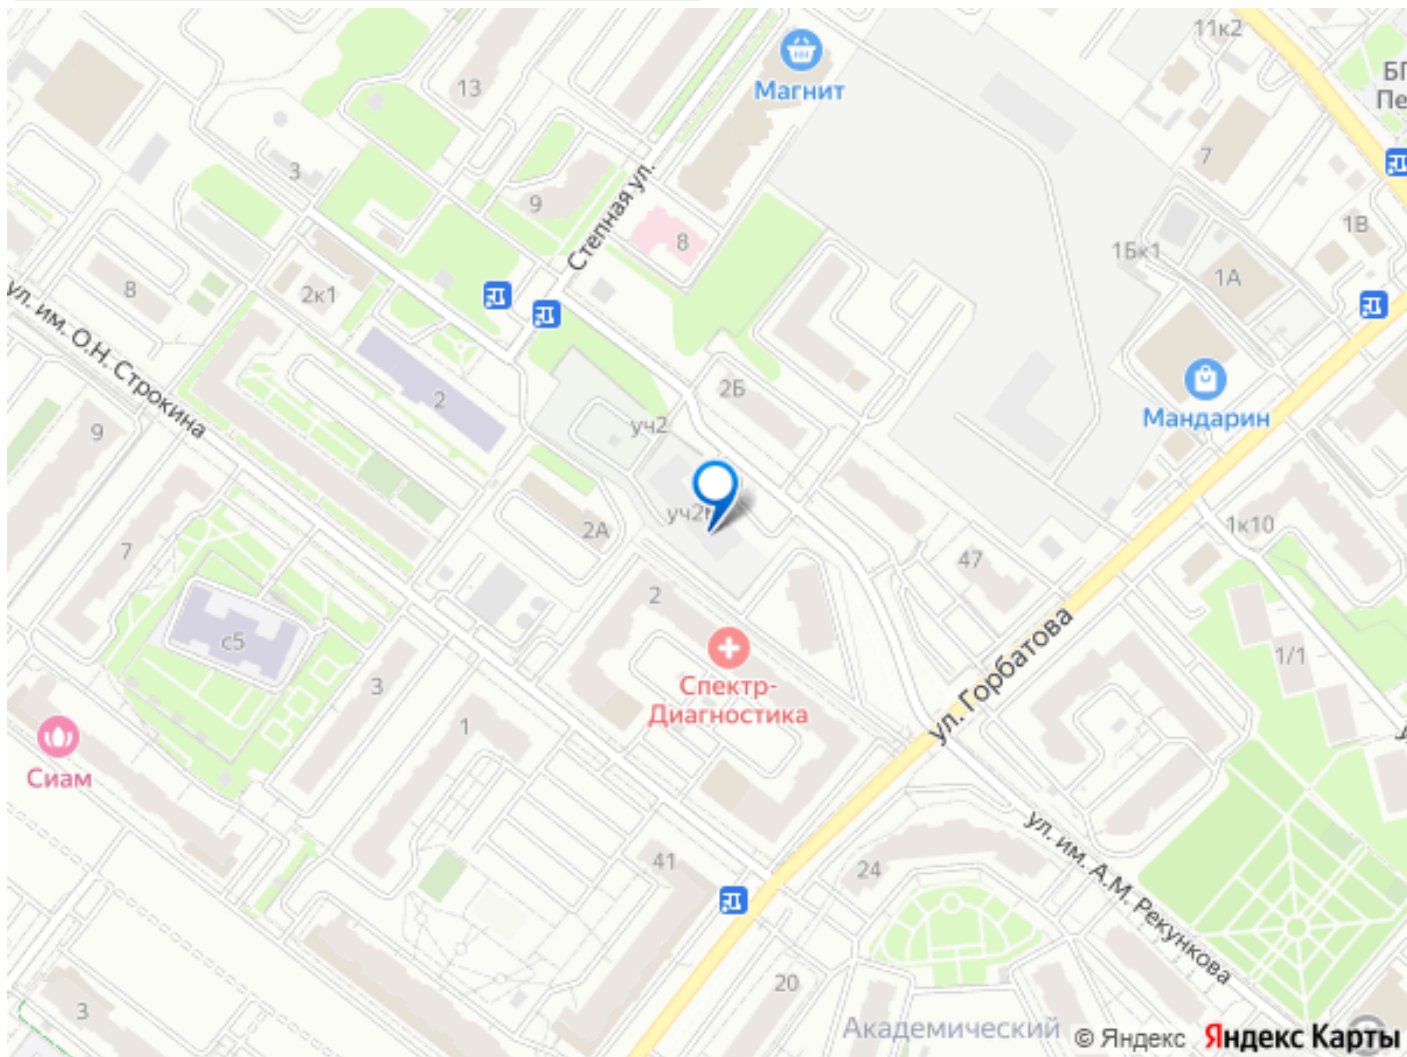 11к2
БГ
Пе
Магнит
13
3
7
9
Степная ул.
8
1В
1Бк1
1А
8
2к1
ул. им. О.Н. Строкина
2
2Б
Мандарин
уч2
9
уч2
2А
1к10
7
47
2
с5
1/1
Спектр-
Диагностика
3
ул. Горбатова
1
Сиам
ул. им. А.М. Рекункова
41
24
20
3
Академический
© Яндекс Яндекс Карты